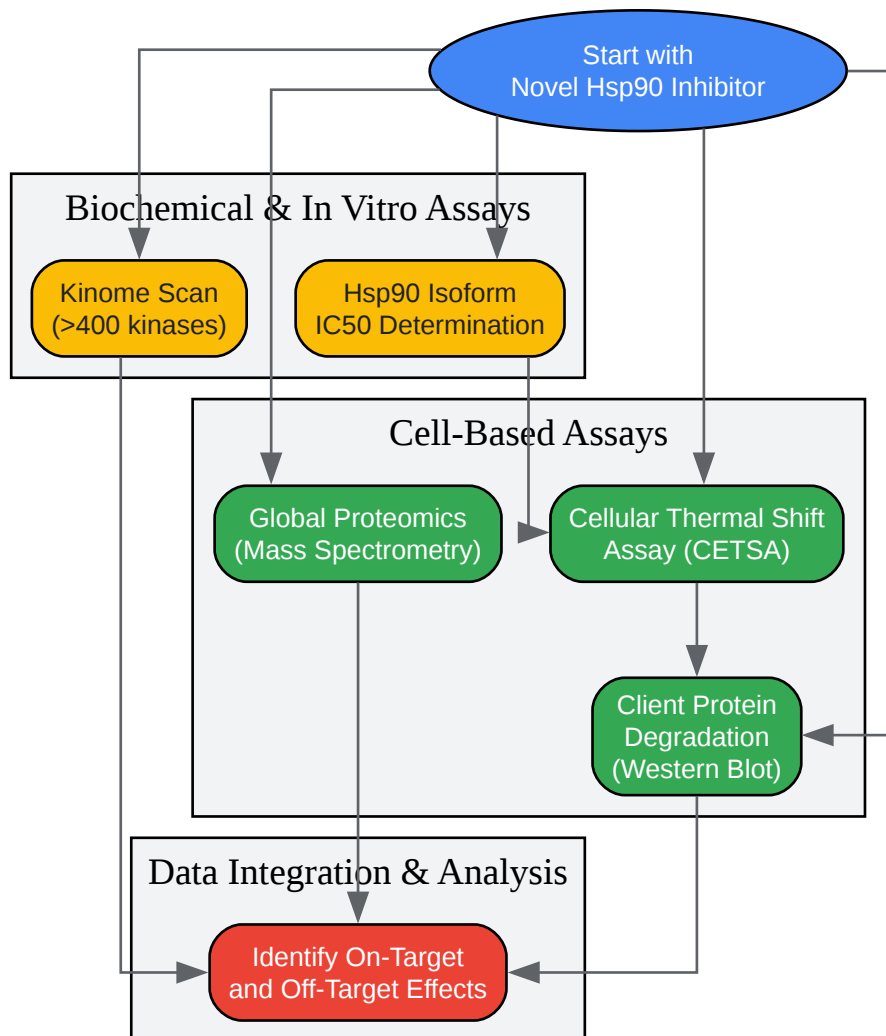 Start with
Novel Hsp90 Inhibitor
Biochemical & In Vitro Assays
Kinome Scan
(>400 kinases)
Hsp90 Isoform
IC50 Determination
Cell-Based Assays
Global Proteomics
(Mass Spectrometry)
Cellular Thermal Shift
Assay (CETSA)
Client Protein
Degradation
(Western Blot)
Data Integration & Analysis
Identify On-Target
and Off-Target Effects